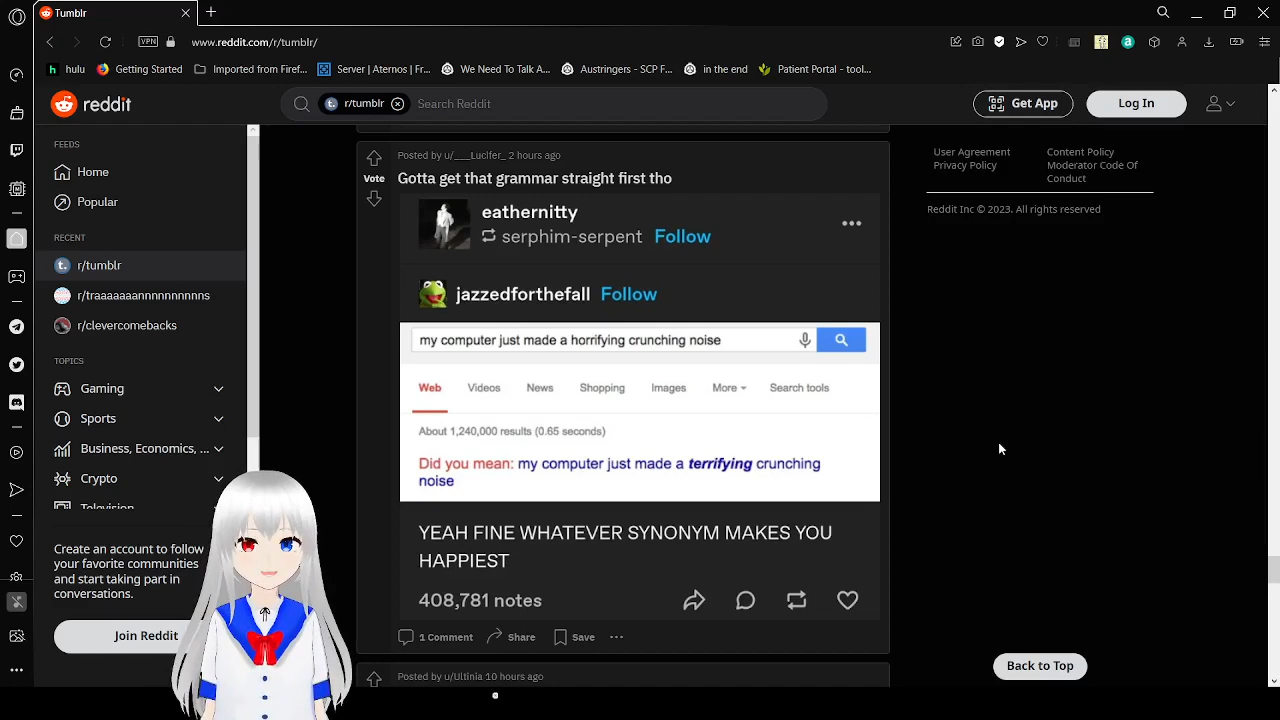 Tumblr
VPN
www.reddit.com/r/tumblr/
hulu
Getting Started
Imported from Firef...
Server | Aternos | Fr...
We Need To Talk A...
Austringers - SCP F...
in the end
Patient Portal - tool...
reddit
r/tumblr
Search Reddit
Get App
Log In
FEEDS
Home
Popular
RECENT
r/tumblr
r/traaaaaaannnnnnnnns
r/clevercomebacks
TOPICS
Gaming
Sports
Business, Economics, ...
Crypto
Television
Create an account to follow
your favorite communities
and start taking part in
conversations.
Join Reddit
Posted by u/___Lucifer_ 2 hours ago
Vote
Gotta get that grammar straight first tho
eathernitty
serphim-serpent Follow
jazzedforthefall Follow
my computer just made a horrifying crunching noise
Web Videos News Shopping Images More Search tools
About 1,240,000 results (0.65 seconds)
Did you mean: my computer just made a terrifying crunching
noise
YEAH FINE WHATEVER SYNONYM MAKES YOU
HAPPIEST
408,781 notes
1 Comment Share Save
Posted by u/Ultinia 10 hours ago
User Agreement
Privacy Policy
Content Policy
Moderator Code Of
Conduct
Reddit Inc © 2023. All rights reserved
Back to Top